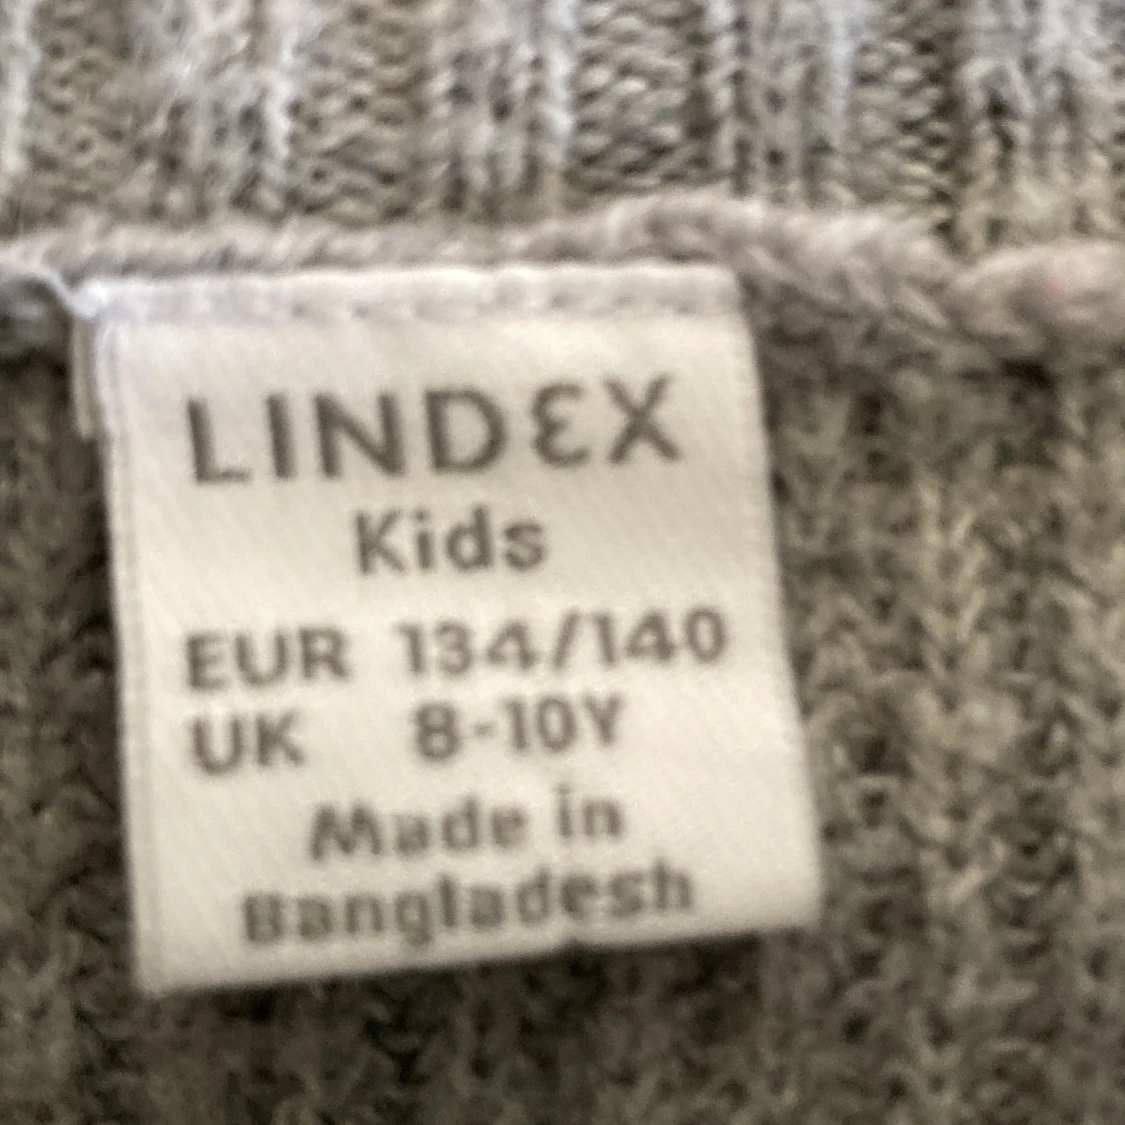 LINDEX
Kids
EUR 134/140
UK 8-10Y
Made in
Bangladesh